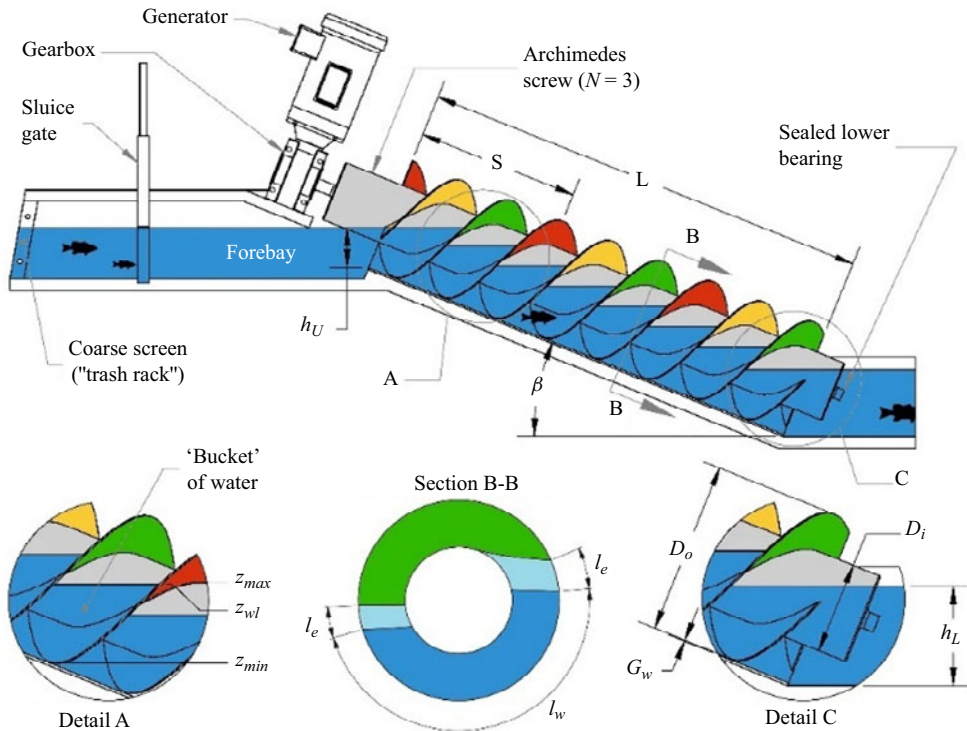 Generator
Gearbox
Sluice
gate
Archimedes
screw (N = 3)
Sealed lower
bearing
S
L
B
Forebay
h_U
Coarse screen
("trash rack")
A
β
B
C
'Bucket'
of water
z_max
z_wl
z_min
Detail A
Section B-B
l_e
l_e
l_w
D_o
D_i
h_L
G_w
Detail C